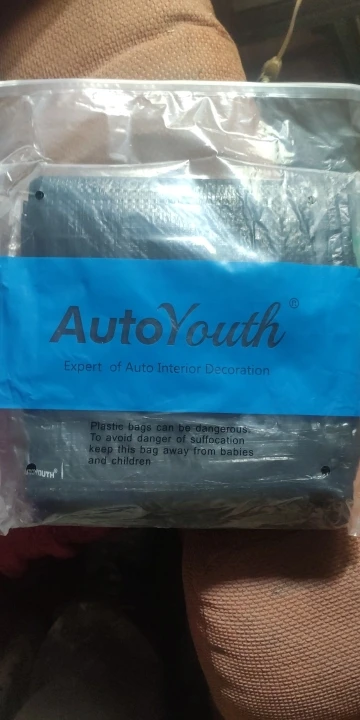 AutoYouth®
Expert of Auto Interior Decoration
Plastic bags can be dangerous.
To avoid danger of suffocation
keep this bag away from babies
and children